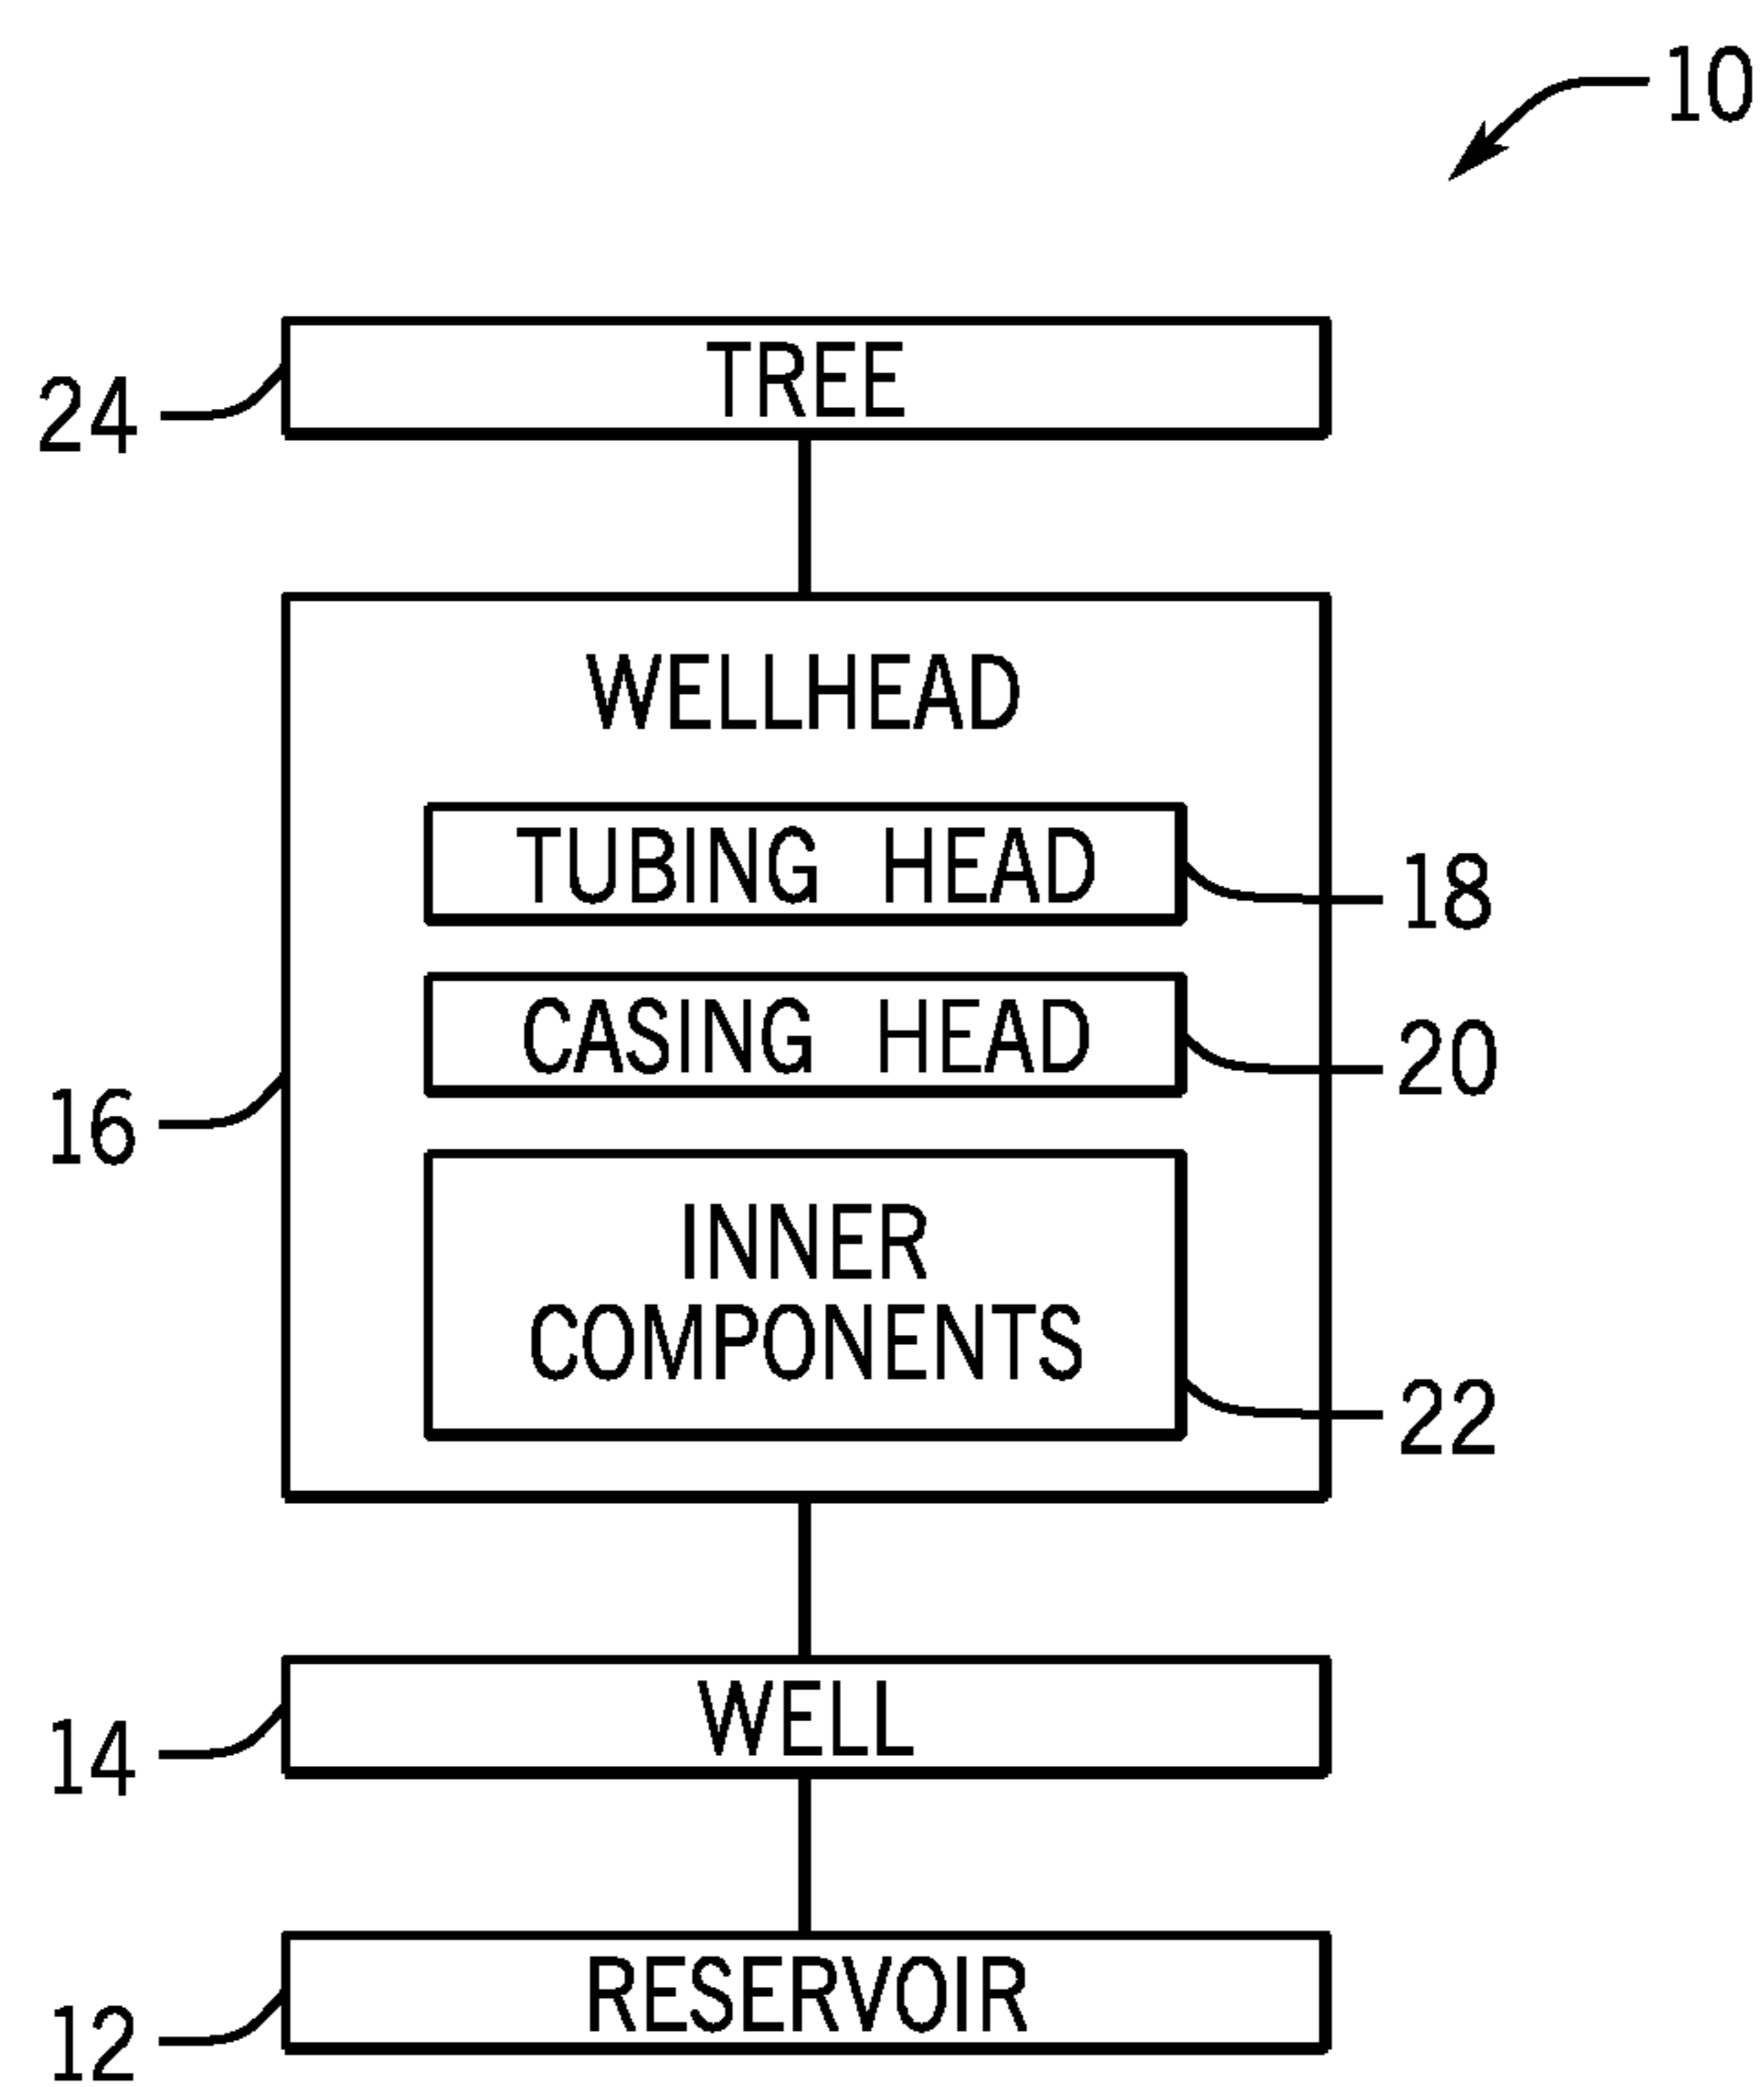 10
TREE
24
WELLHEAD
TUBING HEAD
18
CASING HEAD
20
16
INNER
COMPONENTS
22
WELL
14
RESERVOIR
12